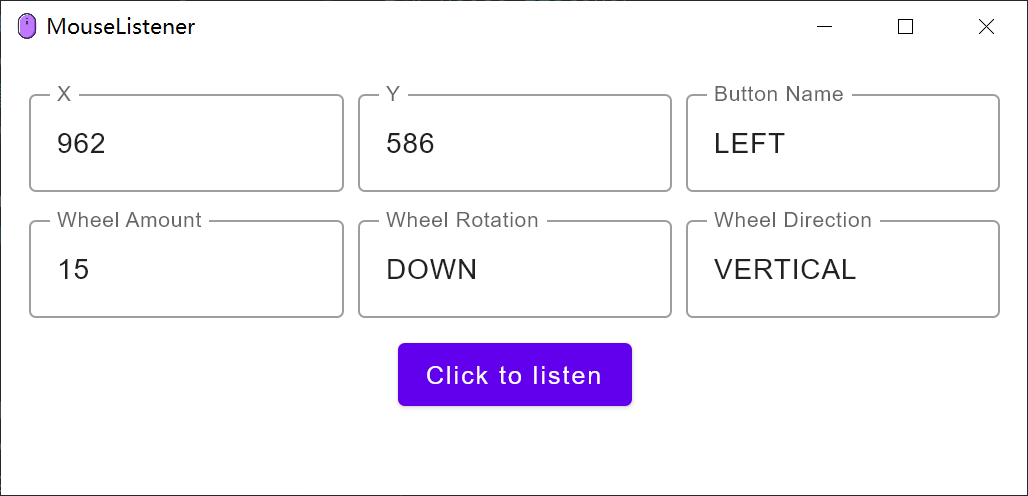 MouseListener
X
Y
Button Name
962
586
LEFT
Wheel Amount
Wheel Rotation
Wheel Direction
15
DOWN
VERTICAL
Click to listen